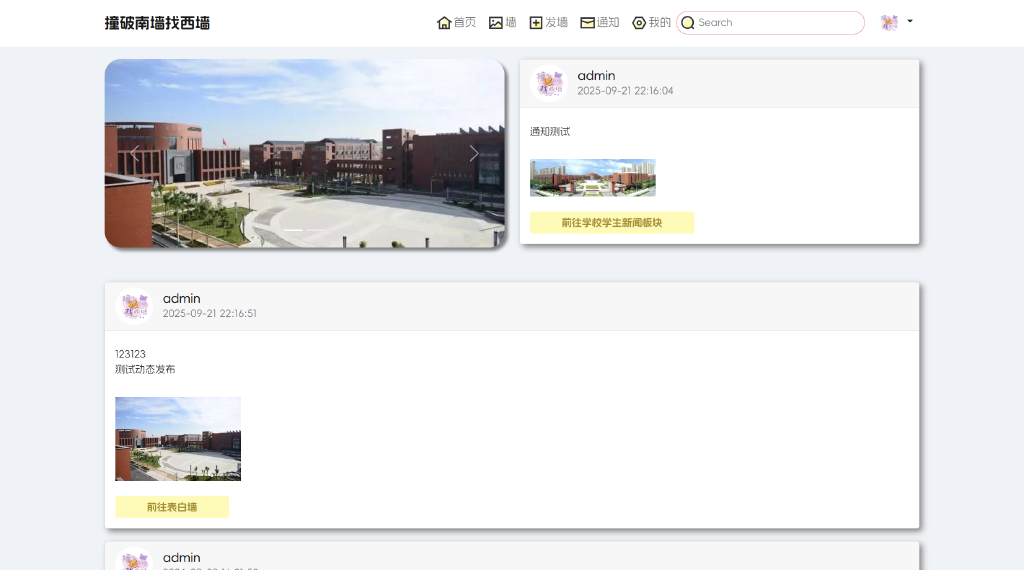 撞破南墙找西墙
首页 墙 发墙 通知 我的 Search
admin
2025-09-21 22:16:04
通知测试
前往学校学生新闻板块
admin
2025-09-21 22:16:51
123123
测试动态发布
前往表白墙
admin